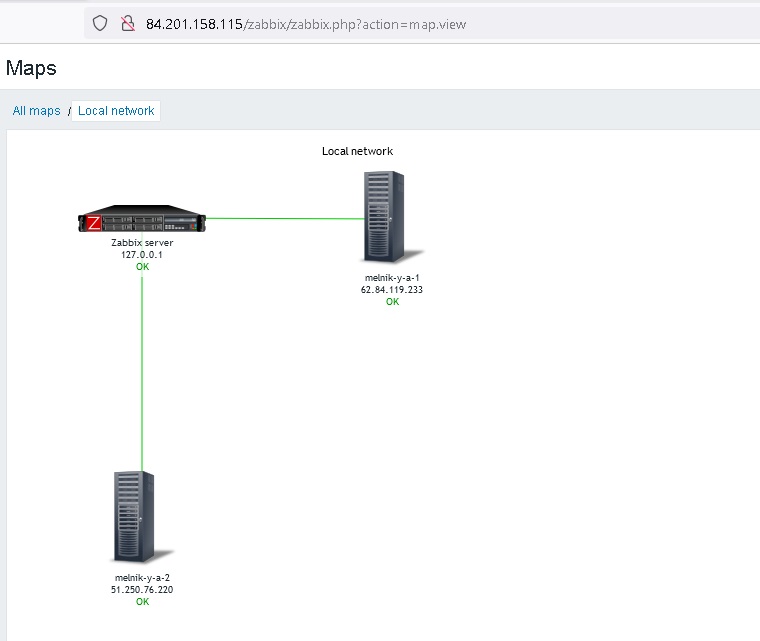 84.201.158.115/zabbix/zabbix.php?action=map.view
Maps
All maps / Local network
Local network
Z
Zabbix server
127.0.0.1
OK
melnik-y-a-1
62.84.119.233
OK
melnik-y-a-2
51.250.76.220
OK